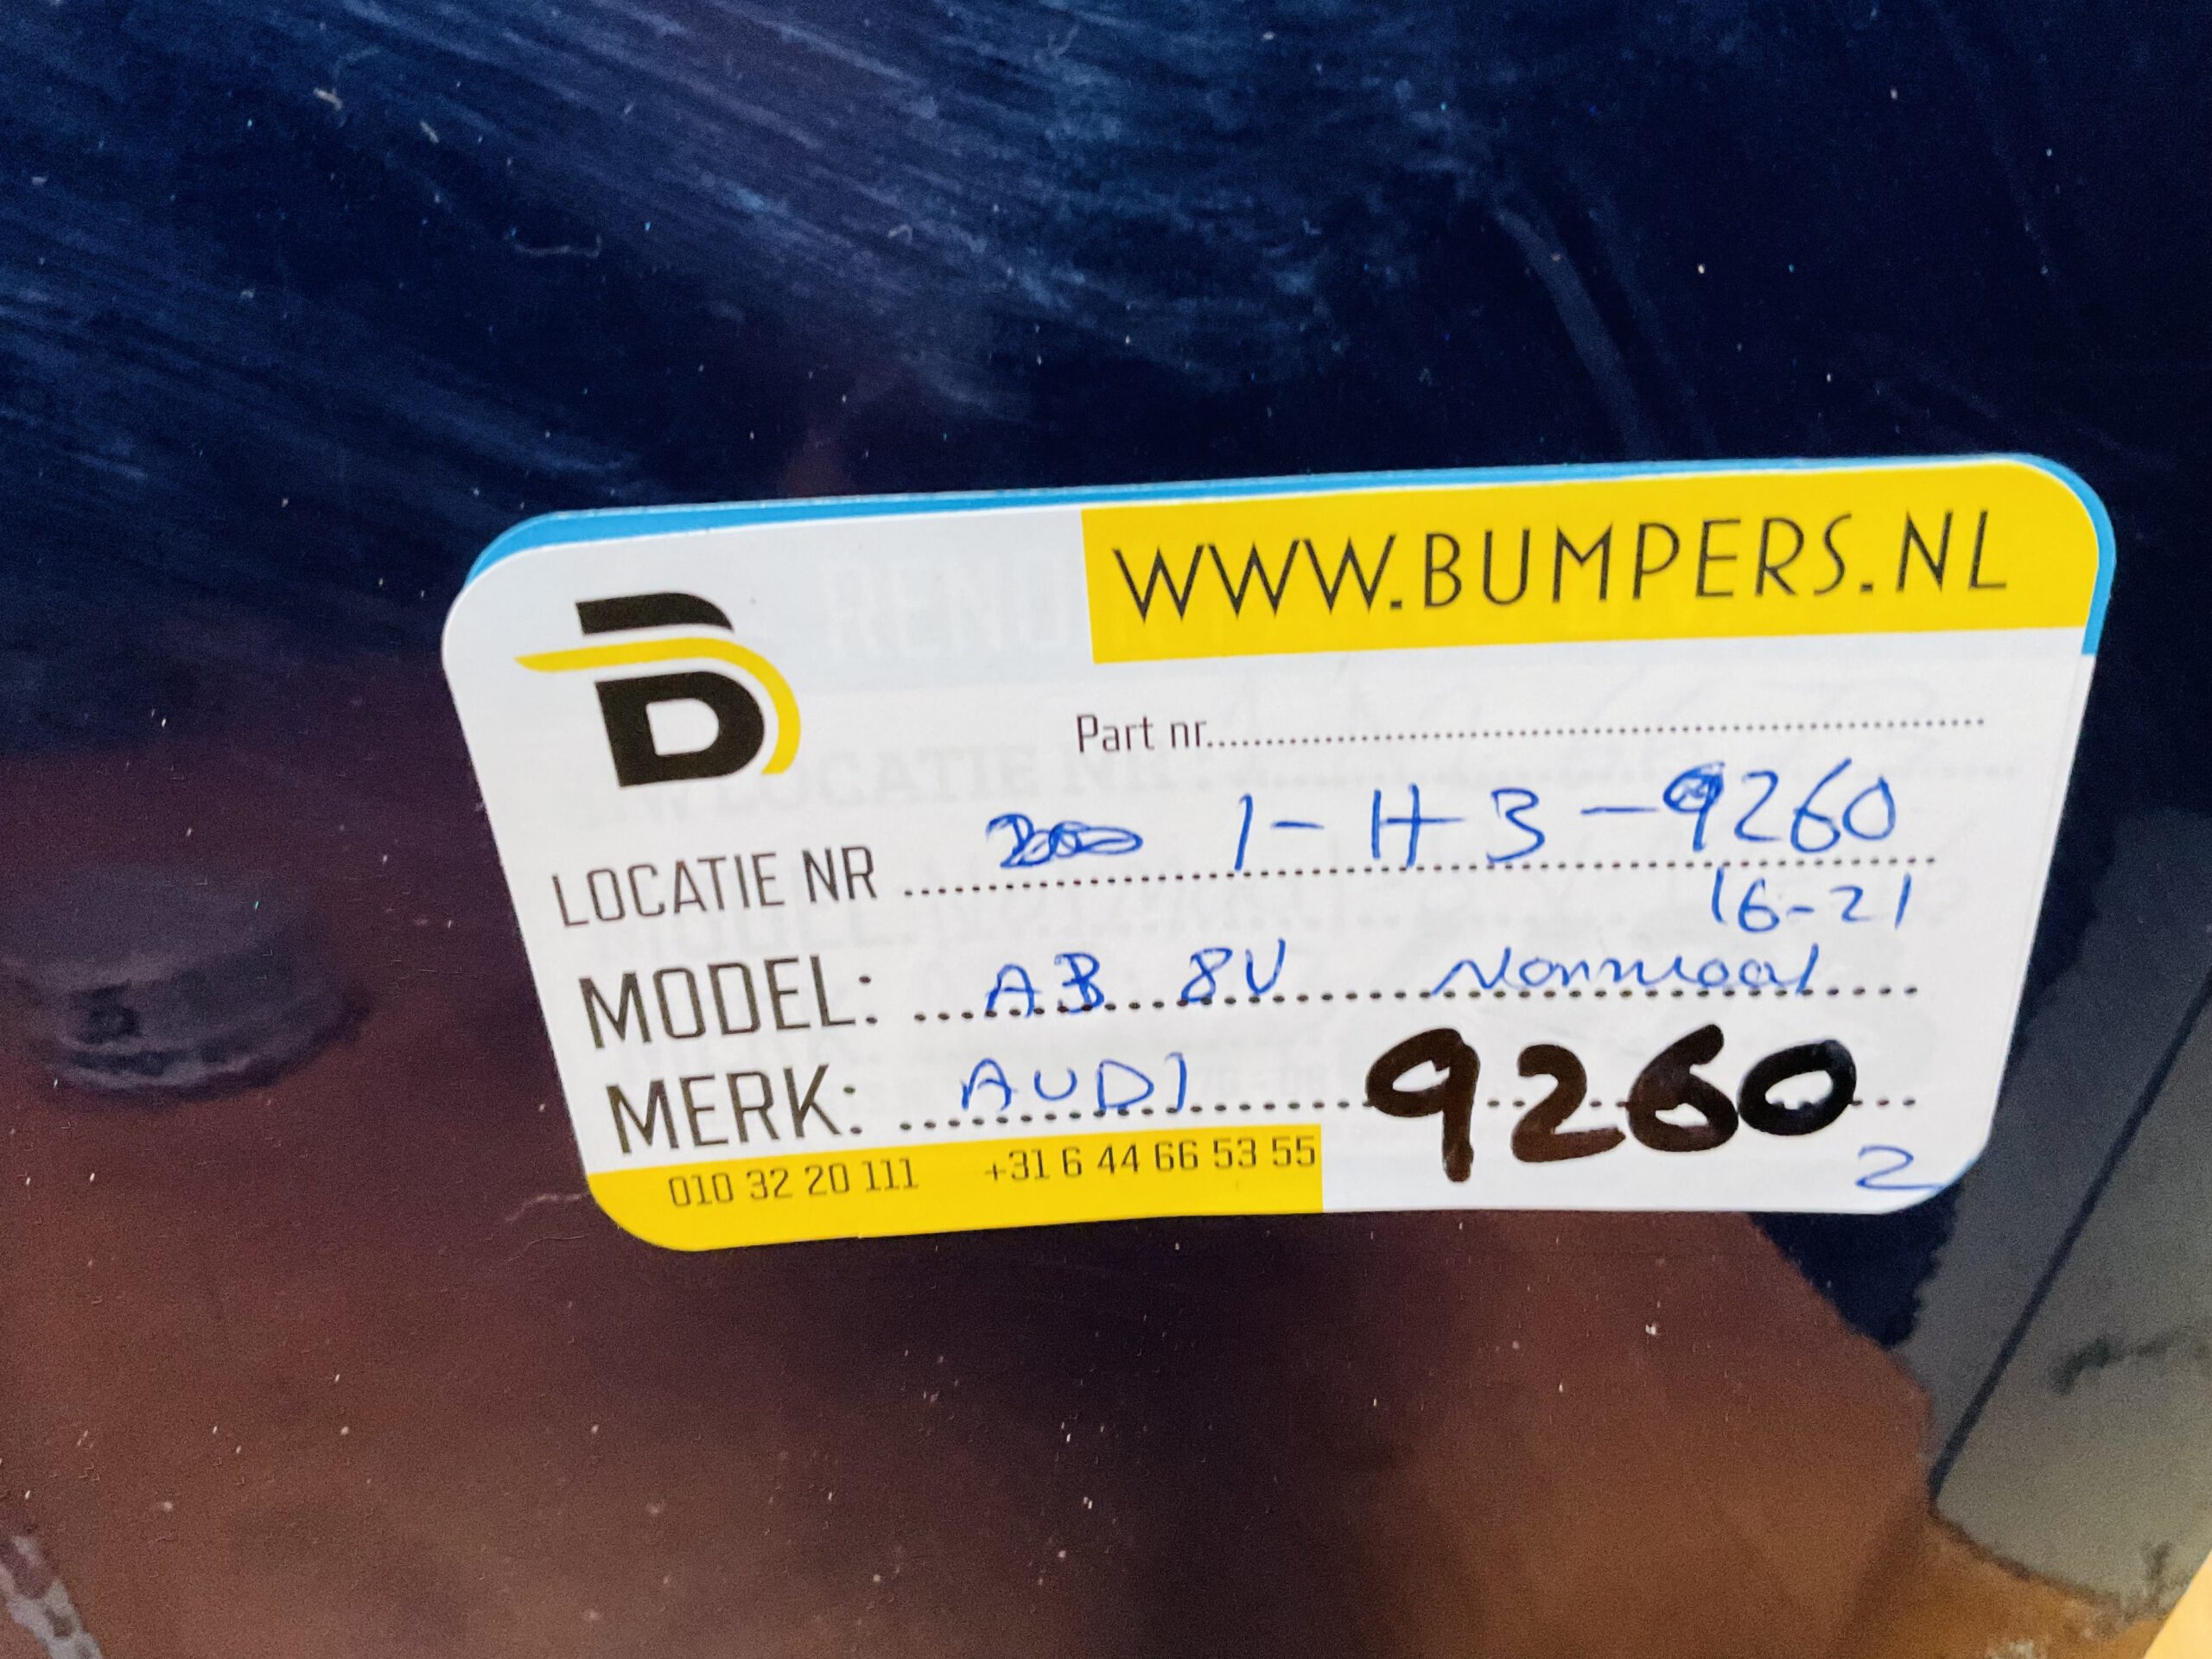 WWW.BUMPERS.NL
Part nr..........
LOCATIE NR 1-H3-9260
16-21
MODEL: A3 8V Normaal
MERK: AUDI 9260
010 32 20 111 +31 6 44 66 53 55
2